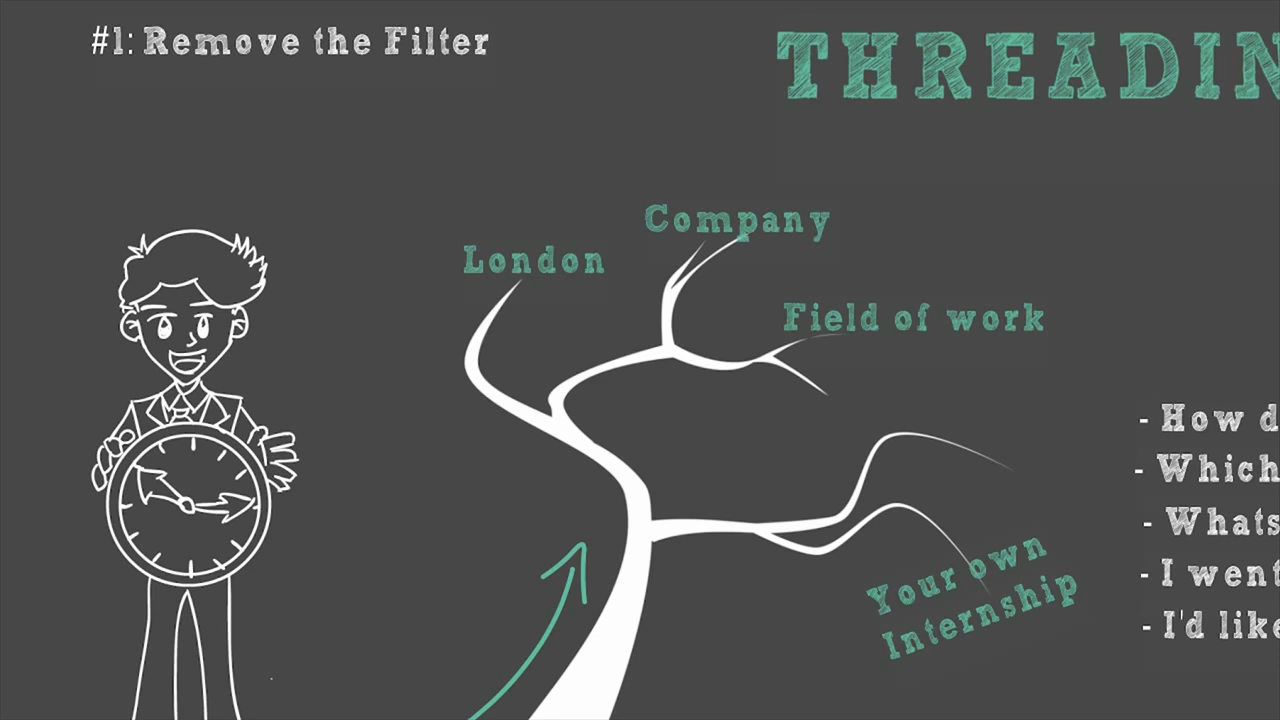 #1: Remove the Filter
THREADIN
Company
London
Field of work
Your own
Internship
- How d
- Which
- Whats
- I went
- I'd like